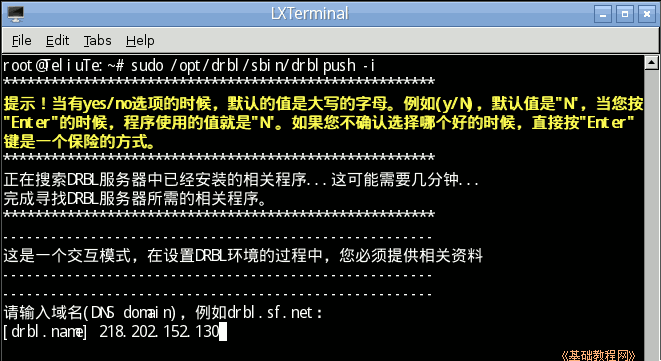 LXTerminal
File Edit Tabs Help
root@TeliuTe:~# sudo /opt/drbl/sbin/drblpush -i
*****************************************************
提示！当有yes/no选项的时候，默认的值是大写的字母。例如(y/N)，默认值是"N"，当您按
"Enter"的时候，程序使用的值就是"N"。如果您不确认选择哪个好的时候，直接按"Enter"
键是一个保险的方式。
*****************************************************
正在搜索DRBL服务器中已经安装的相关程序...这可能需要几分钟...
完成寻找DRBL服务器所需的相关程序。
*****************************************************
------------------------------------------------------
这是一个交互模式，在设置DRBL环境的过程中，您必须提供相关资料
------------------------------------------------------
------------------------------------------------------
请输入域名(DNS domain)，例如drbl.sf.net：
[drbl.name] 218.202.152.130
《基础教程网》